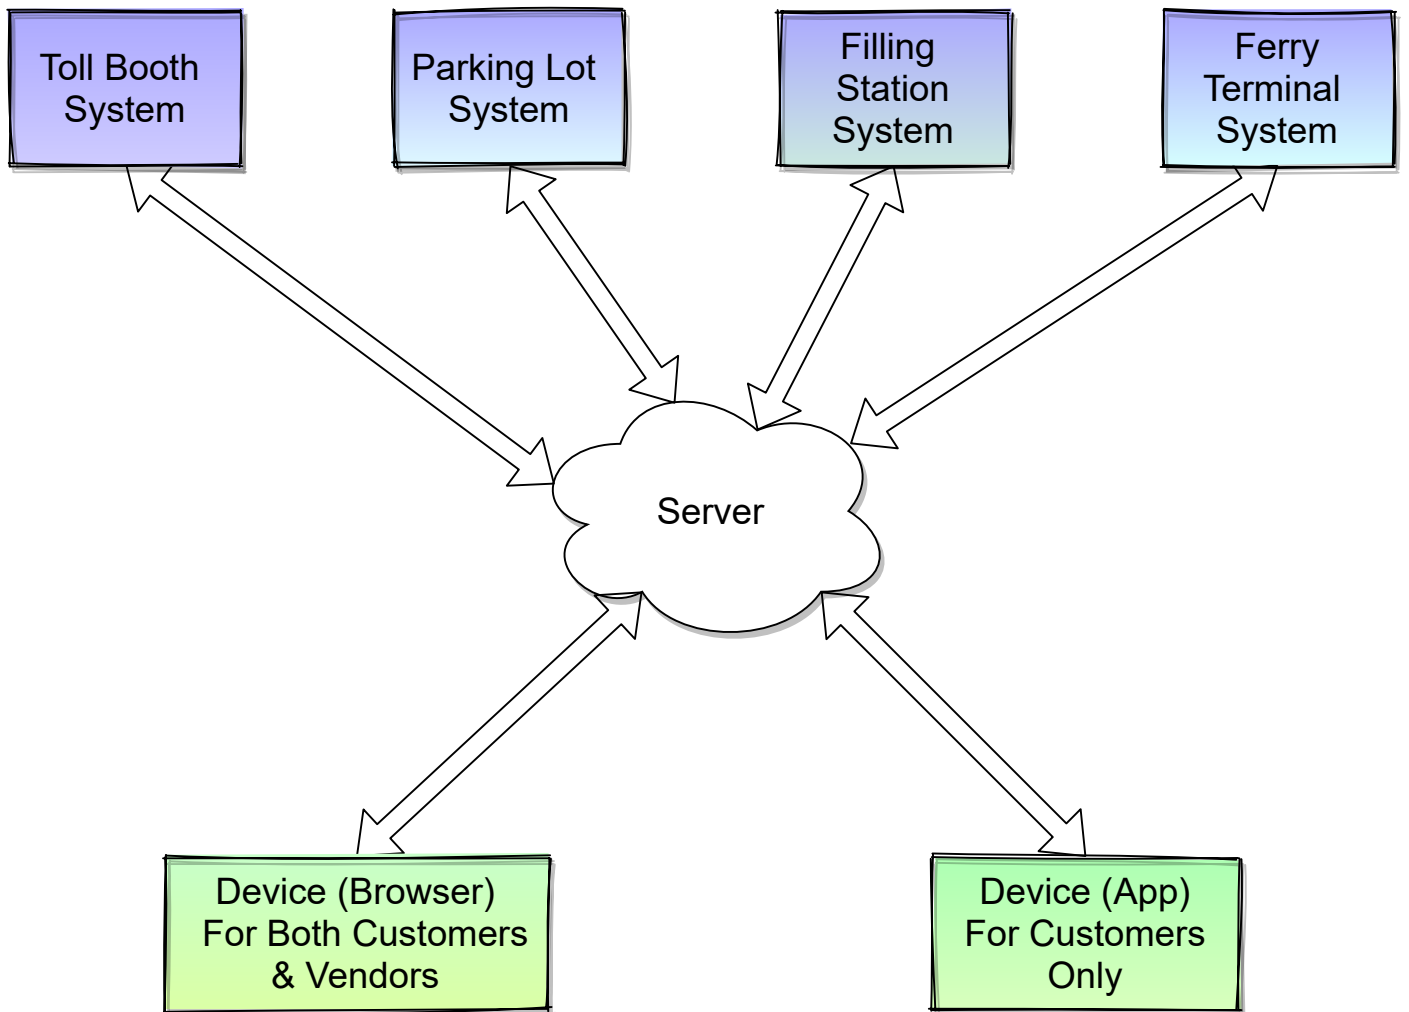 Toll Booth
System
Parking Lot
System
Filling
Station
System
Ferry
Terminal
System
Server
Device (Browser)
For Both Customers
& Vendors
Device (App)
For Customers
Only